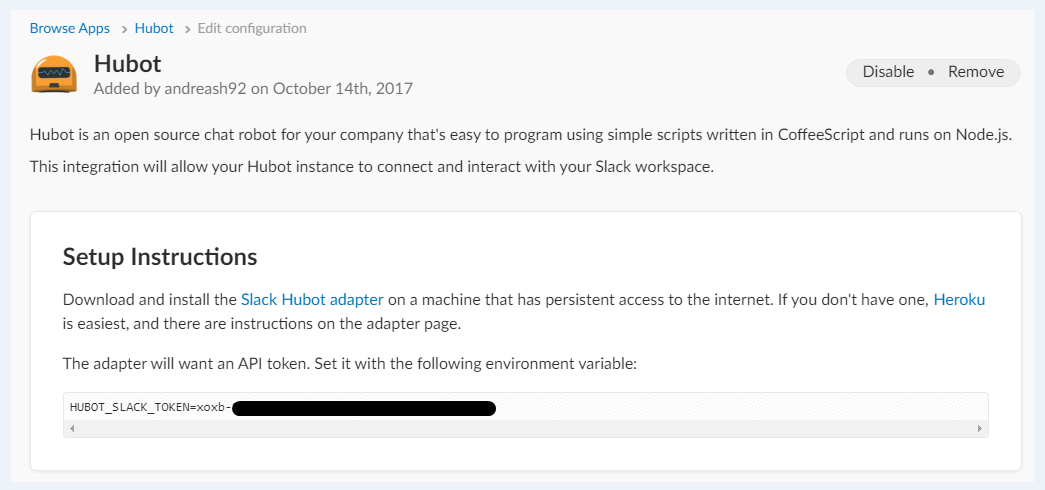 Browse Apps > Hubot > Edit configuration
Hubot
Added by andreash92 on October 14th, 2017
Disable • Remove
Hubot is an open source chat robot for your company that's easy to program using simple scripts written in CoffeeScript and runs on Node.js.
This integration will allow your Hubot instance to connect and interact with your Slack workspace.
Setup Instructions
Download and install the Slack Hubot adapter on a machine that has persistent access to the internet. If you don't have one, Heroku
is easiest, and there are instructions on the adapter page.
The adapter will want an API token. Set it with the following environment variable:
HUBOT_SLACK_TOKEN=xoxb-